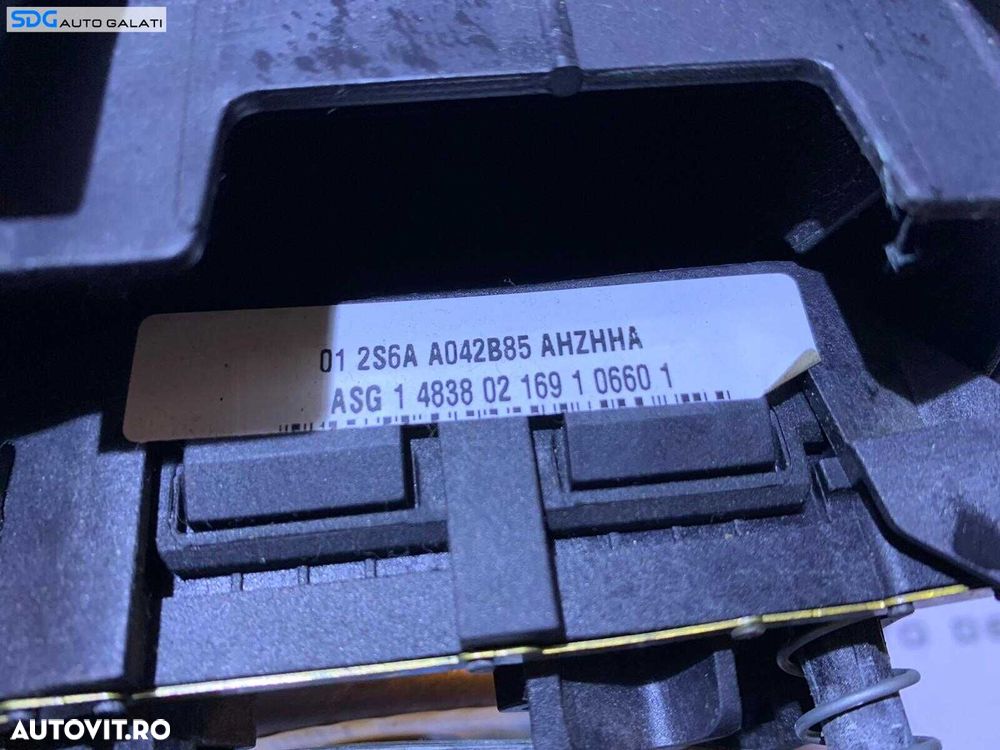 SDG AUTO GALATI
01 2S6A A042B85 AHZHHA
ASG 1 4838 02 169 1 0660 1
AUTOVIT.RO